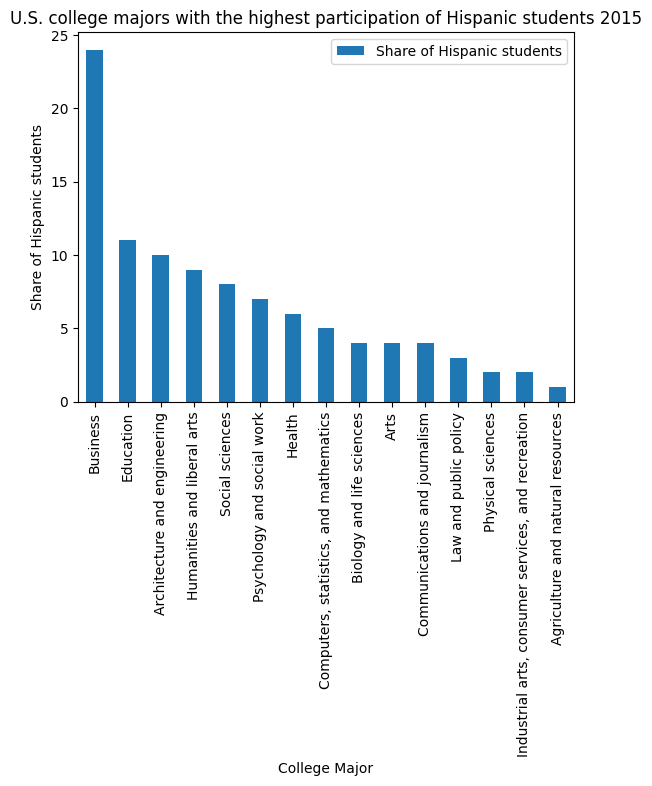 U.S. college majors with the highest participation of Hispanic students 2015
Share of Hispanic students
Share of Hispanic students
25
20
15
10
5
0
Business
Education
Architecture and engineering
Humanities and liberal arts
Social sciences
Psychology and social work
Health
Computers, statistics, and mathematics
Biology and life sciences
Arts
Communications and journalism
Law and public policy
Physical sciences
Industrial arts, consumer services, and recreation
Agriculture and natural resources
College Major